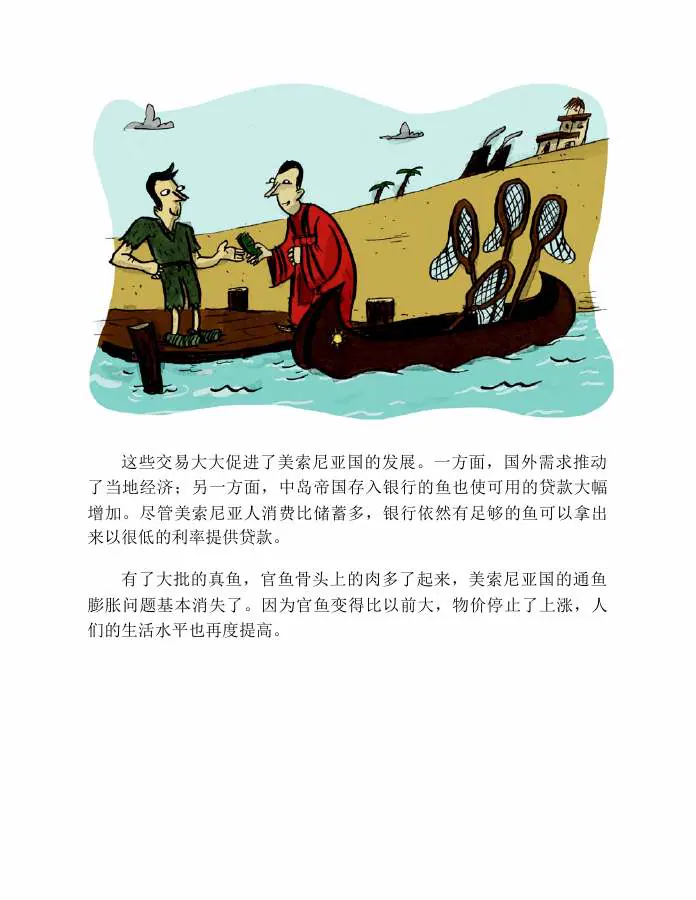 这些交易大大促进了美索尼亚国的发展。一方面，国外需求推动
了当地经济；另一方面，中岛帝国存入银行的鱼也使可用的贷款大幅
增加。尽管美索尼亚人消费比储蓄多，银行依然有足够的鱼可以拿出
来以很低的利率提供贷款。
有了大批的真鱼，官鱼骨头上的肉多了起来，美索尼亚国的通鱼
膨胀问题基本消失了。因为官鱼变得比以前大，物价停止了上涨，人
们的生活水平也再度提高。